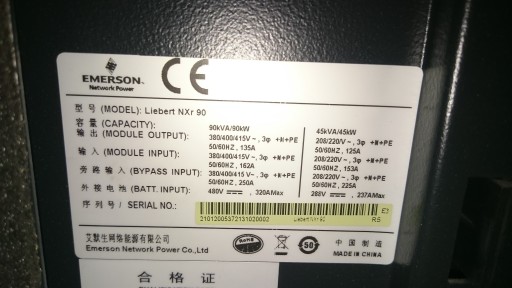 EMERSON
Network Power
CE
型 号 (MODEL): Liebert NXr 90
容 量 (CAPACITY): 90kVA/90kW 45kVA/45kW
输 出 (MODULE OUTPUT): 380/400/415V~, 3φ +N+PE 208/220V~, 3φ +N+PE
50/60HZ, 135A 50/60HZ, 125A
输 入 (MODULE INPUT): 380/400/415V~, 3φ +N+PE 208/220V~, 3φ +N+PE
50/60HZ, 162A 50/60HZ, 153A
旁路输入 (BYPASS INPUT): 380/400/415V~, 3φ +N+PE 208/220V~, 3φ +N+PE
50/60HZ, 250A 50/60HZ, 225A
外接电池 (BATT. INPUT): 480V ⎓, 320AMax 288V ⎓, 237AMax
序 列 号 / SERIAL NO.:
21012005372131020002 Liebert NXr 90 R5
艾默生网络能源有限公司
Emerson Network Power Co.,Ltd
50
中 国 制 造
MADE IN CHINA
合 格 证